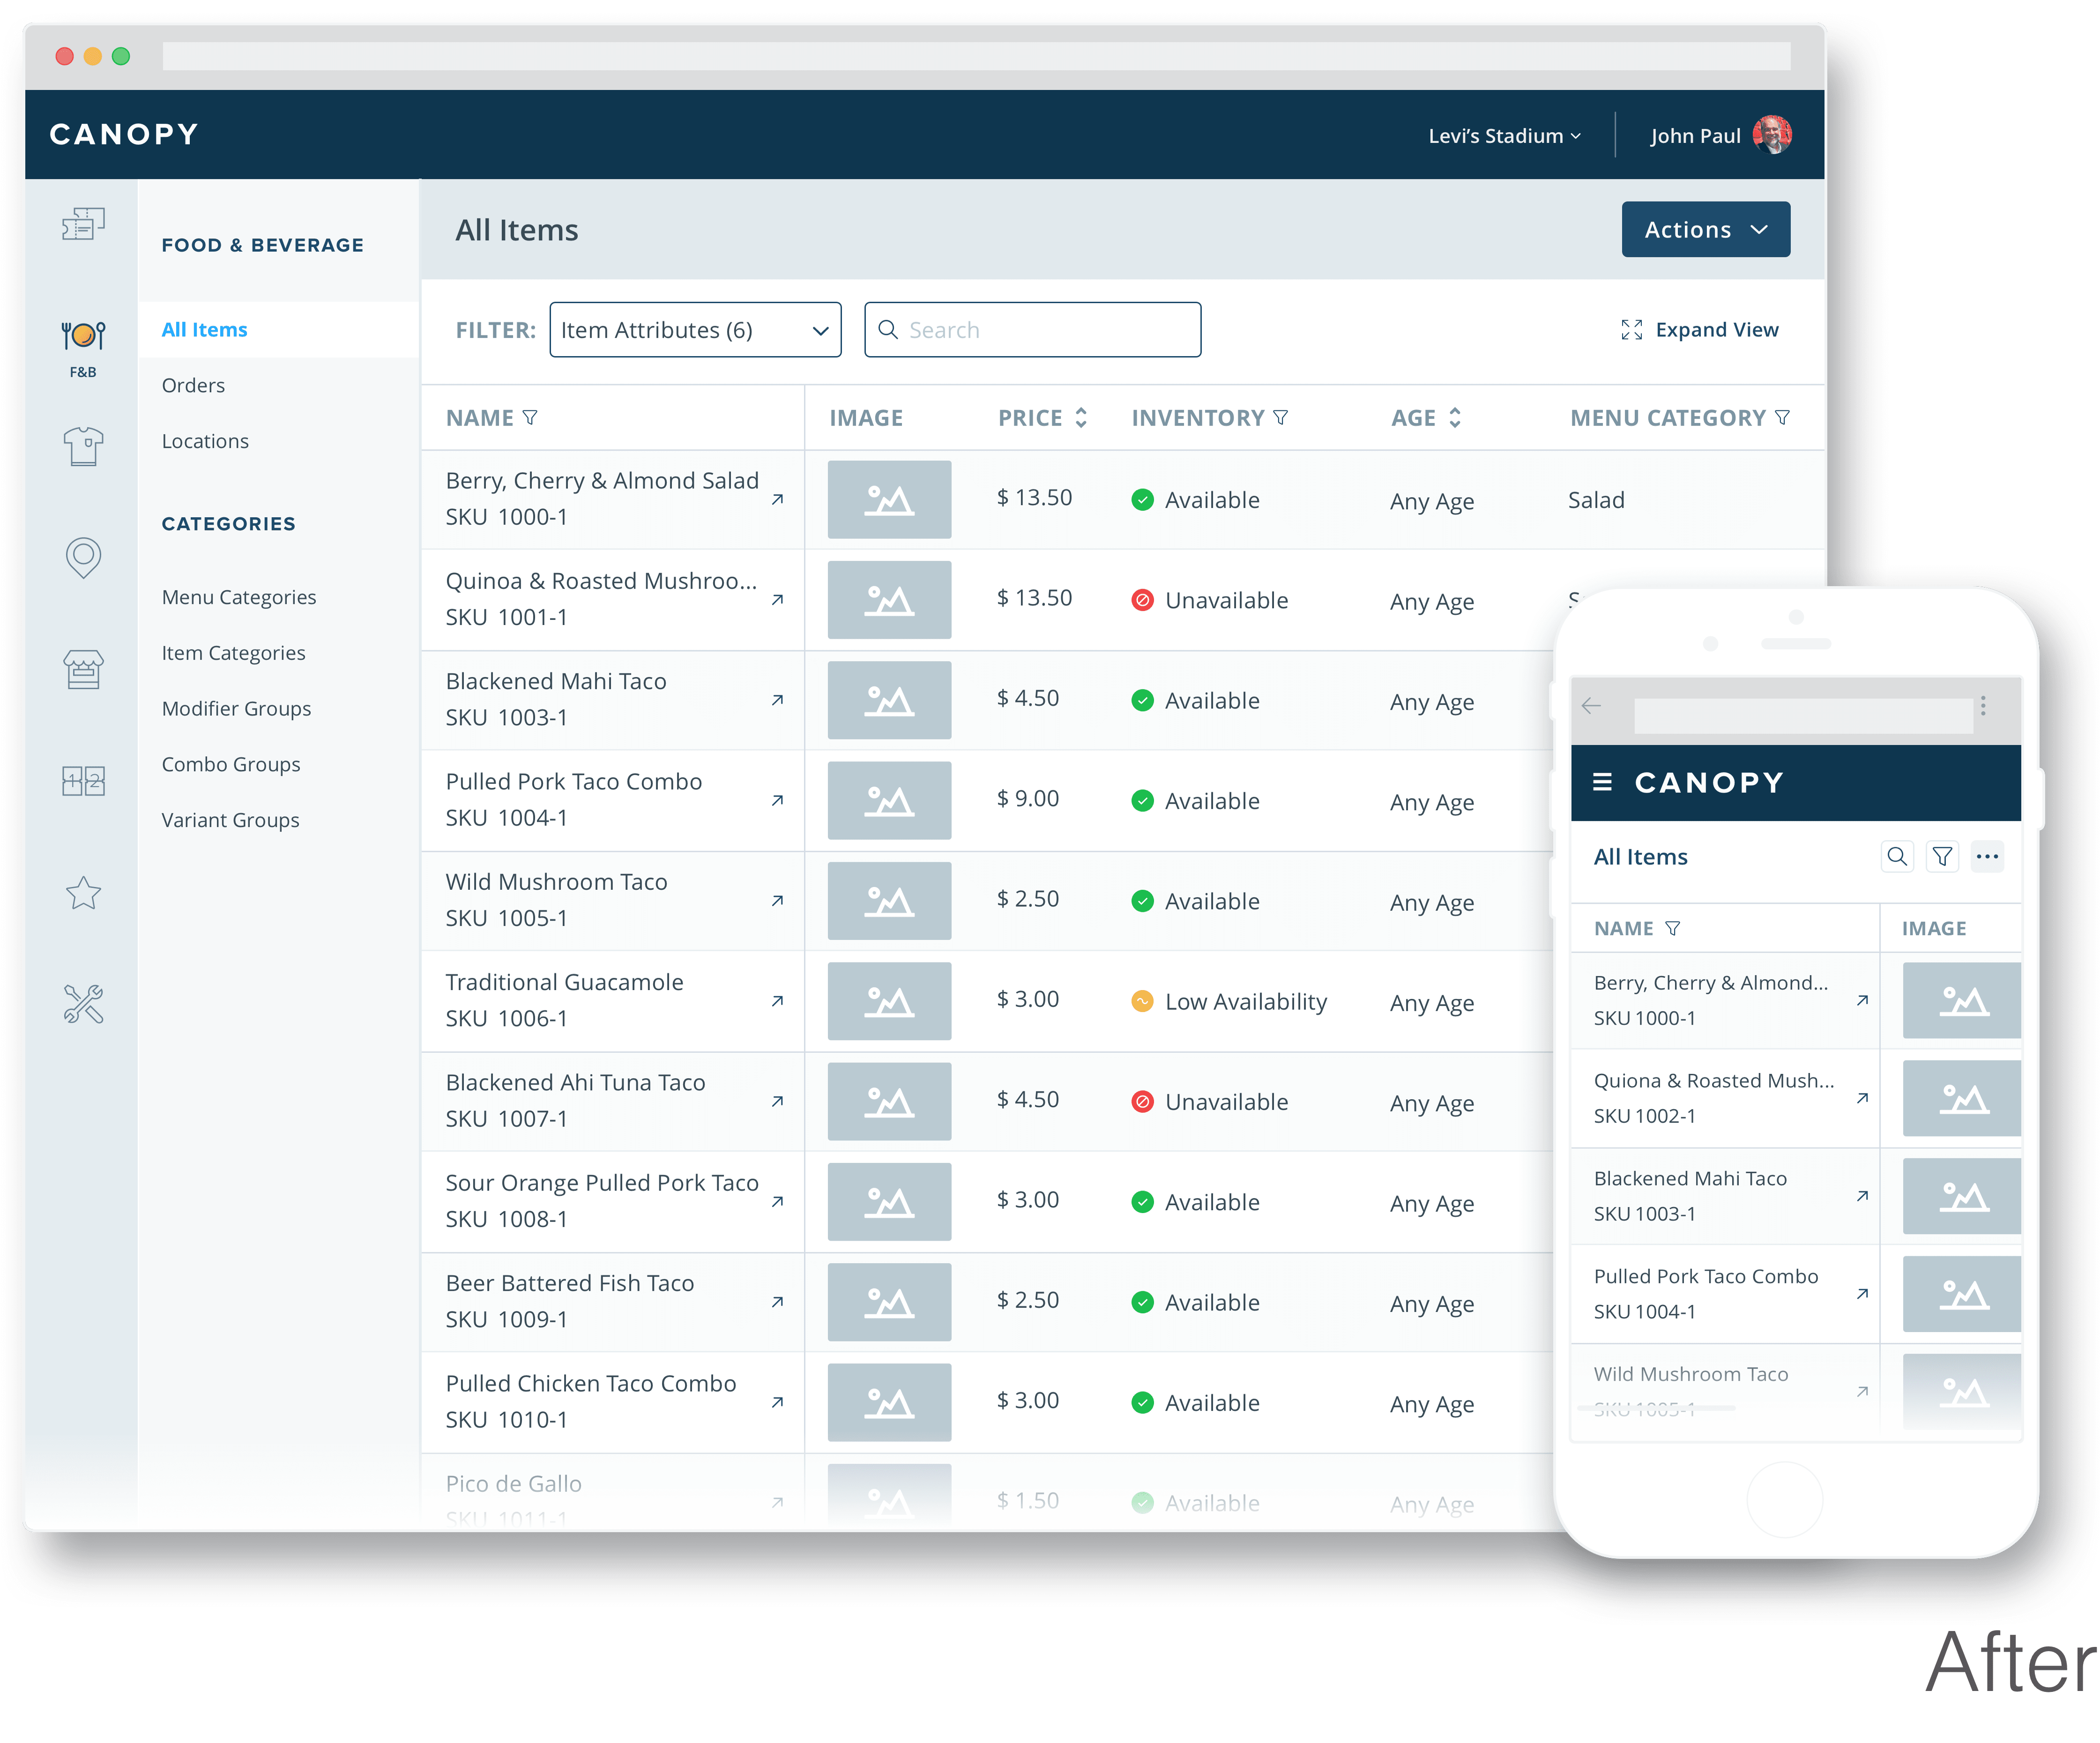 CANOPY
Levi's Stadium
John Paul
FOOD & BEVERAGE
F&B
All Items
Orders
Locations
CATEGORIES
Menu Categories
Item Categories
Modifier Groups
Combo Groups
Variant Groups
1 2
All Items
Actions
FILTER:
Item Attributes (6)
Search
Expand View
NAME IMAGE PRICE INVENTORY AGE MENU CATEGORY
Berry, Cherry & Almond Salad
SKU 1000-1
$ 13.50 Available Any Age Salad
Quinoa & Roasted Mushroo...
SKU 1001-1
$ 13.50 Unavailable Any Age
Blackened Mahi Taco
SKU 1003-1
$ 4.50 Available Any Age
Pulled Pork Taco Combo
SKU 1004-1
$ 9.00 Available Any Age
Wild Mushroom Taco
SKU 1005-1
$ 2.50 Available Any Age
Traditional Guacamole
SKU 1006-1
$ 3.00 Low Availability Any Age
Blackened Ahi Tuna Taco
SKU 1007-1
$ 4.50 Unavailable Any Age
Sour Orange Pulled Pork Taco
SKU 1008-1
$ 3.00 Available Any Age
Beer Battered Fish Taco
SKU 1009-1
$ 2.50 Available Any Age
Pulled Chicken Taco Combo
SKU 1010-1
$ 3.00 Available Any Age
Pico de Gallo
SKU 1011-1
$ 1.50 Available Any Age
CANOPY
All Items
NAME IMAGE
Berry, Cherry & Almond...
SKU 1000-1
Quiona & Roasted Mush...
SKU 1002-1
Blackened Mahi Taco
SKU 1003-1
Pulled Pork Taco Combo
SKU 1004-1
Wild Mushroom Taco
SKU 1005-1
After